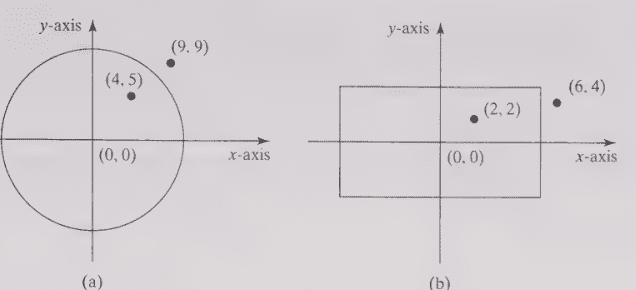 y-axis
(9, 9)
(4, 5)
(0, 0)
x-axis
(a)
y-axis
(6, 4)
(2, 2)
(0, 0)
x-axis
(b)